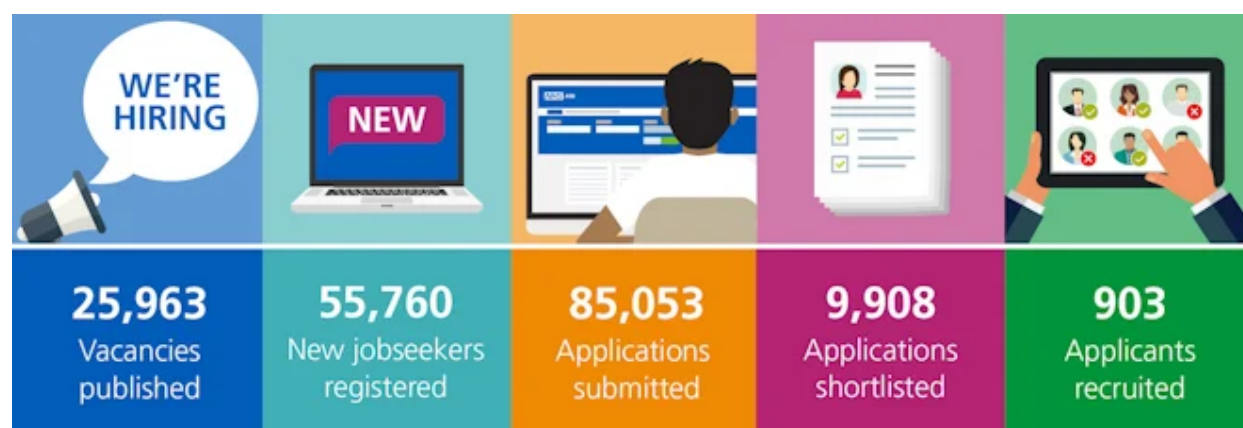 WE'RE
HIRING
NEW
NHS
25,963
Vacancies
published
55,760
New jobseekers
registered
85,053
Applications
submitted
9,908
Applications
shortlisted
903
Applicants
recruited